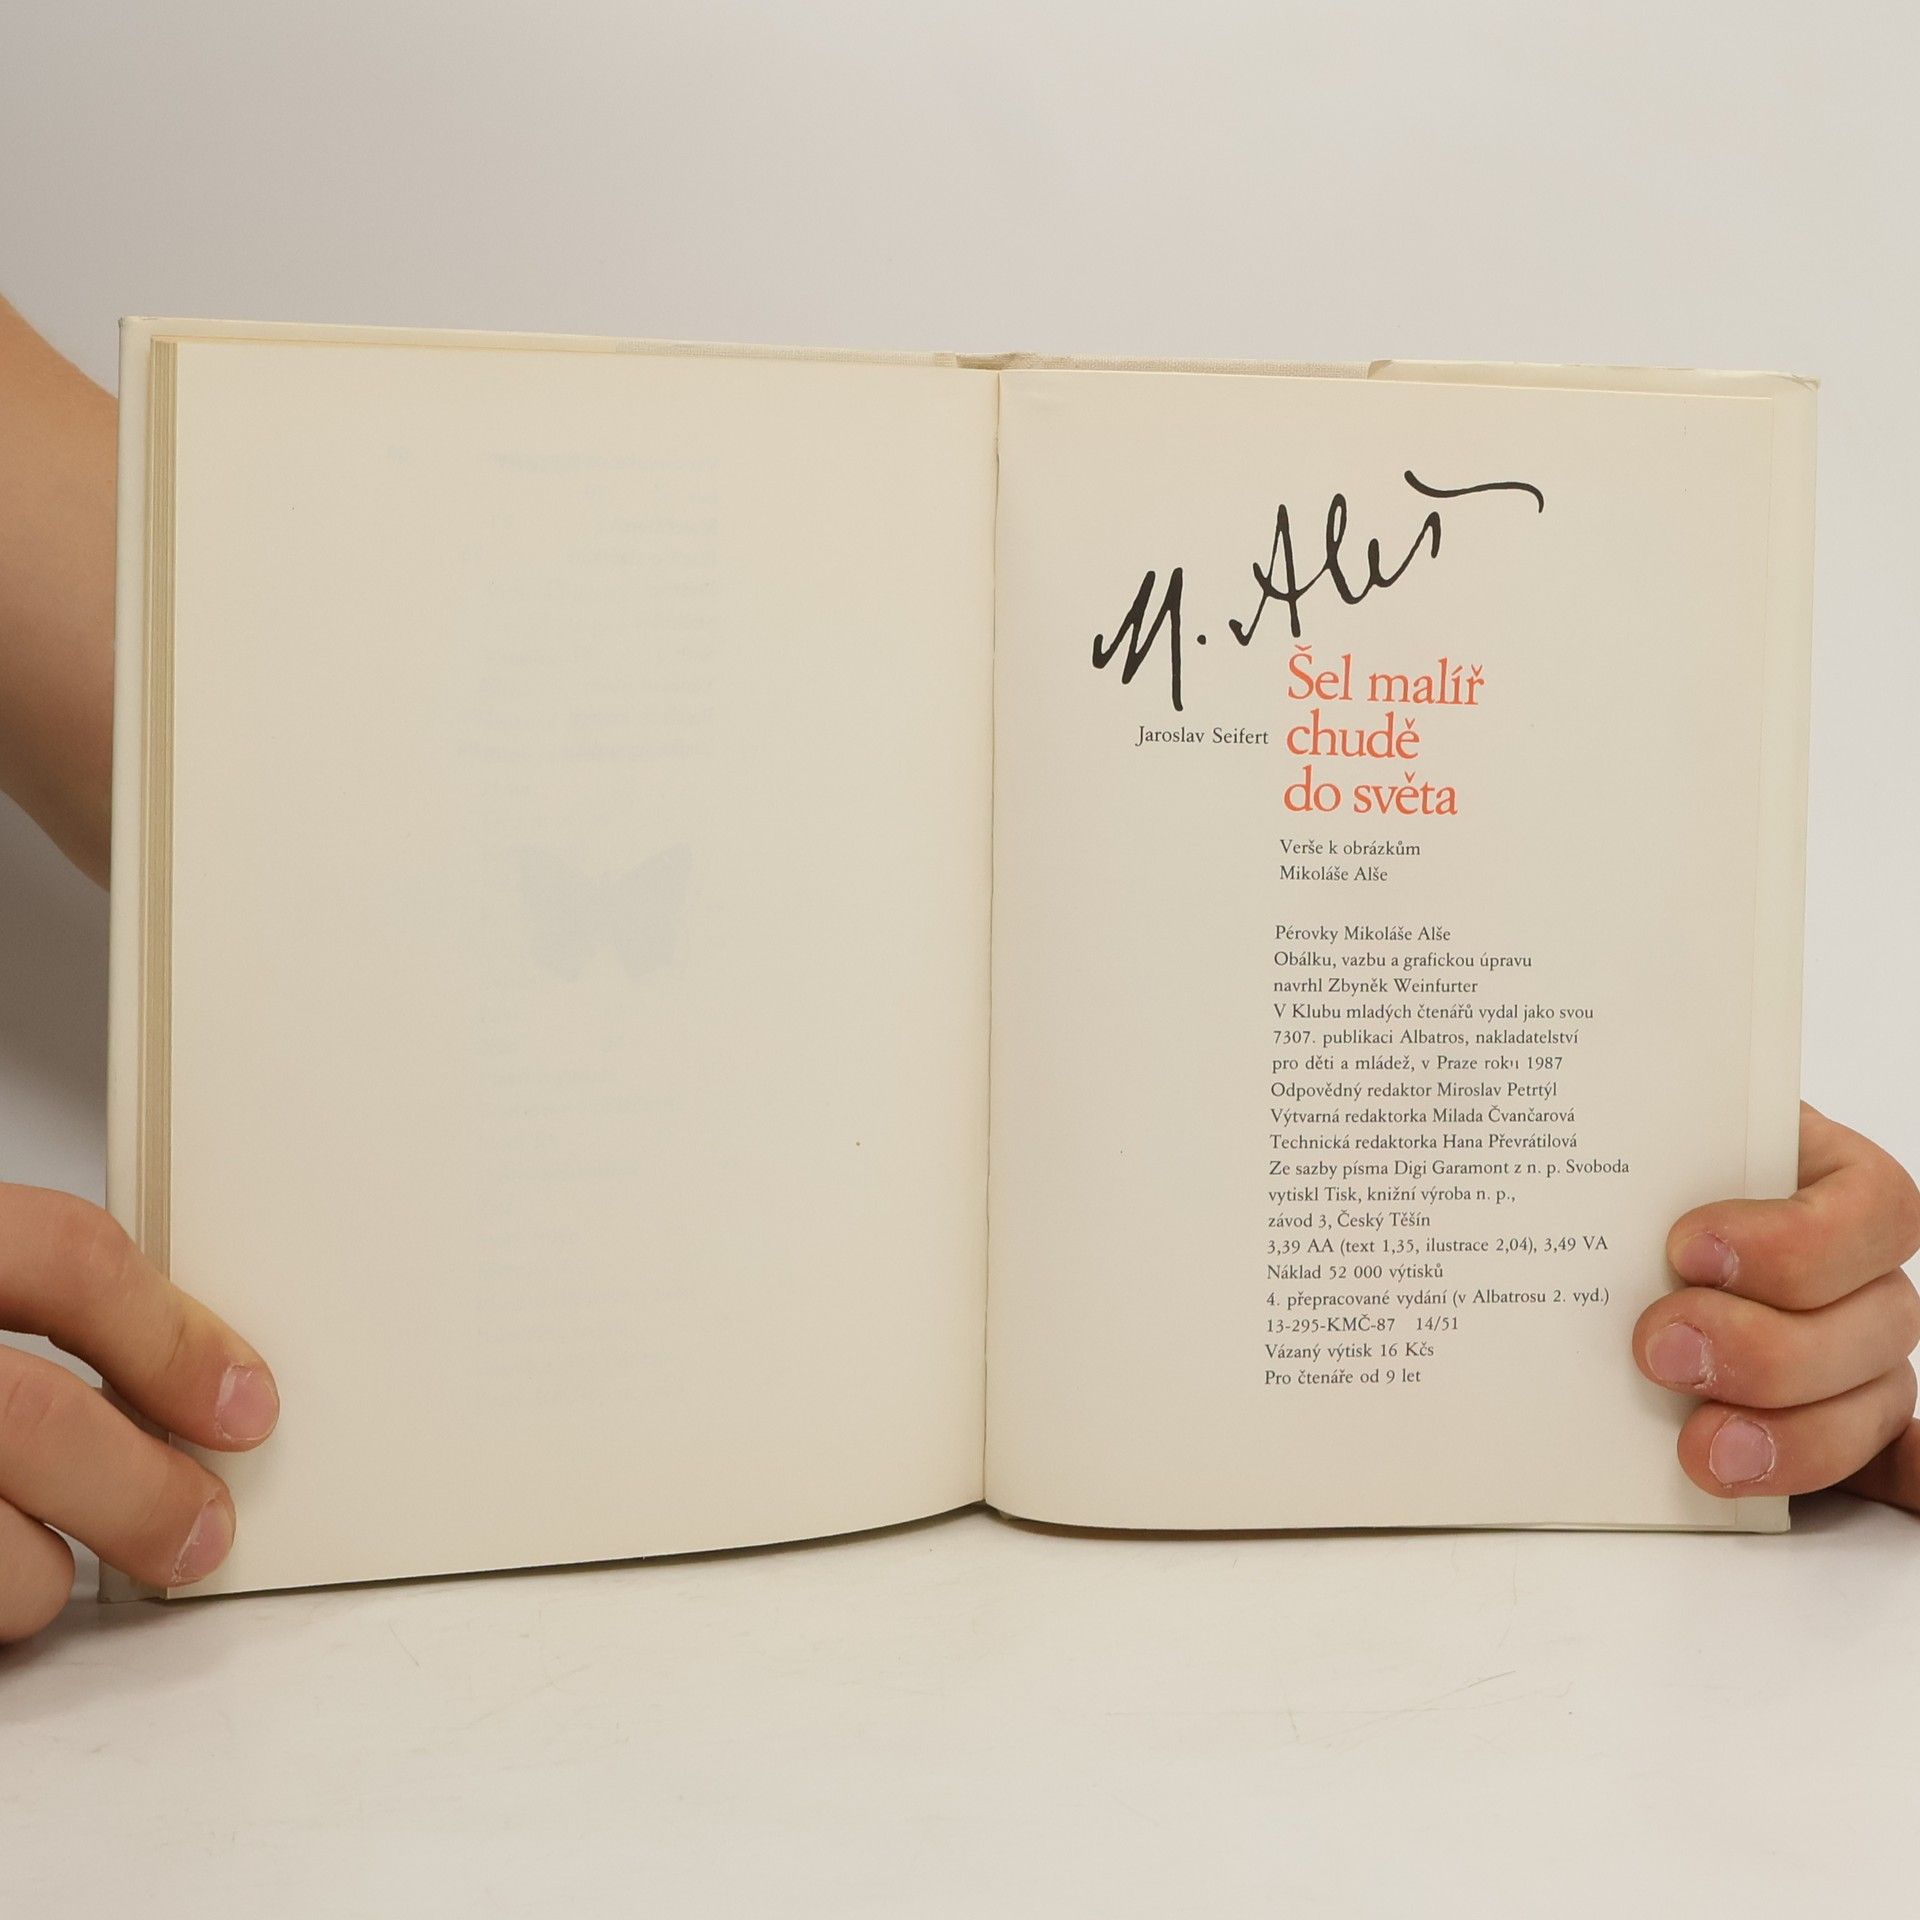 M. Aleš
Šel malíř
chudě
Jaroslav Seifert
do světa
Verše k obrázkům
Mikoláše Alše
Pérovky Mikoláše Alše
Obálku, vazbu a grafickou úpravu
navrhl Zbyněk Weinfurter
V Klubu mladých čtenářů vydal jako svou
7307. publikaci Albatros, nakladatelství
pro děti a mládež, v Praze roku 1987
Odpovědný redaktor Miroslav Petrtýl
Výtvarná redaktorka Milada Čvančarová
Technická redaktorka Hana Převrátilová
Ze sazby písma Digi Garamont z n. p. Svoboda
vytiskl Tisk, knižní výroba n. p.,
závod 3, Český Těšín
3,39 AA (text 1,35, ilustrace 2,04), 3,49 VA
Náklad 52 000 výtisků
4. přepracované vydání (v Albatrosu 2. vyd.)
13-295-KMČ-87 14/51
Vázaný výtisk 16 Kčs
Pro čtenáře od 9 let